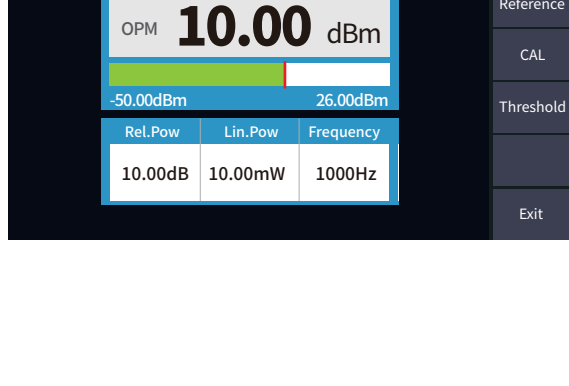 Reference
OPM 10.00 dBm
CAL
-50.00dBm 26.00dBm
Threshold
Rel.Pow Lin.Pow Frequency
10.00dB 10.00mW 1000Hz
Exit